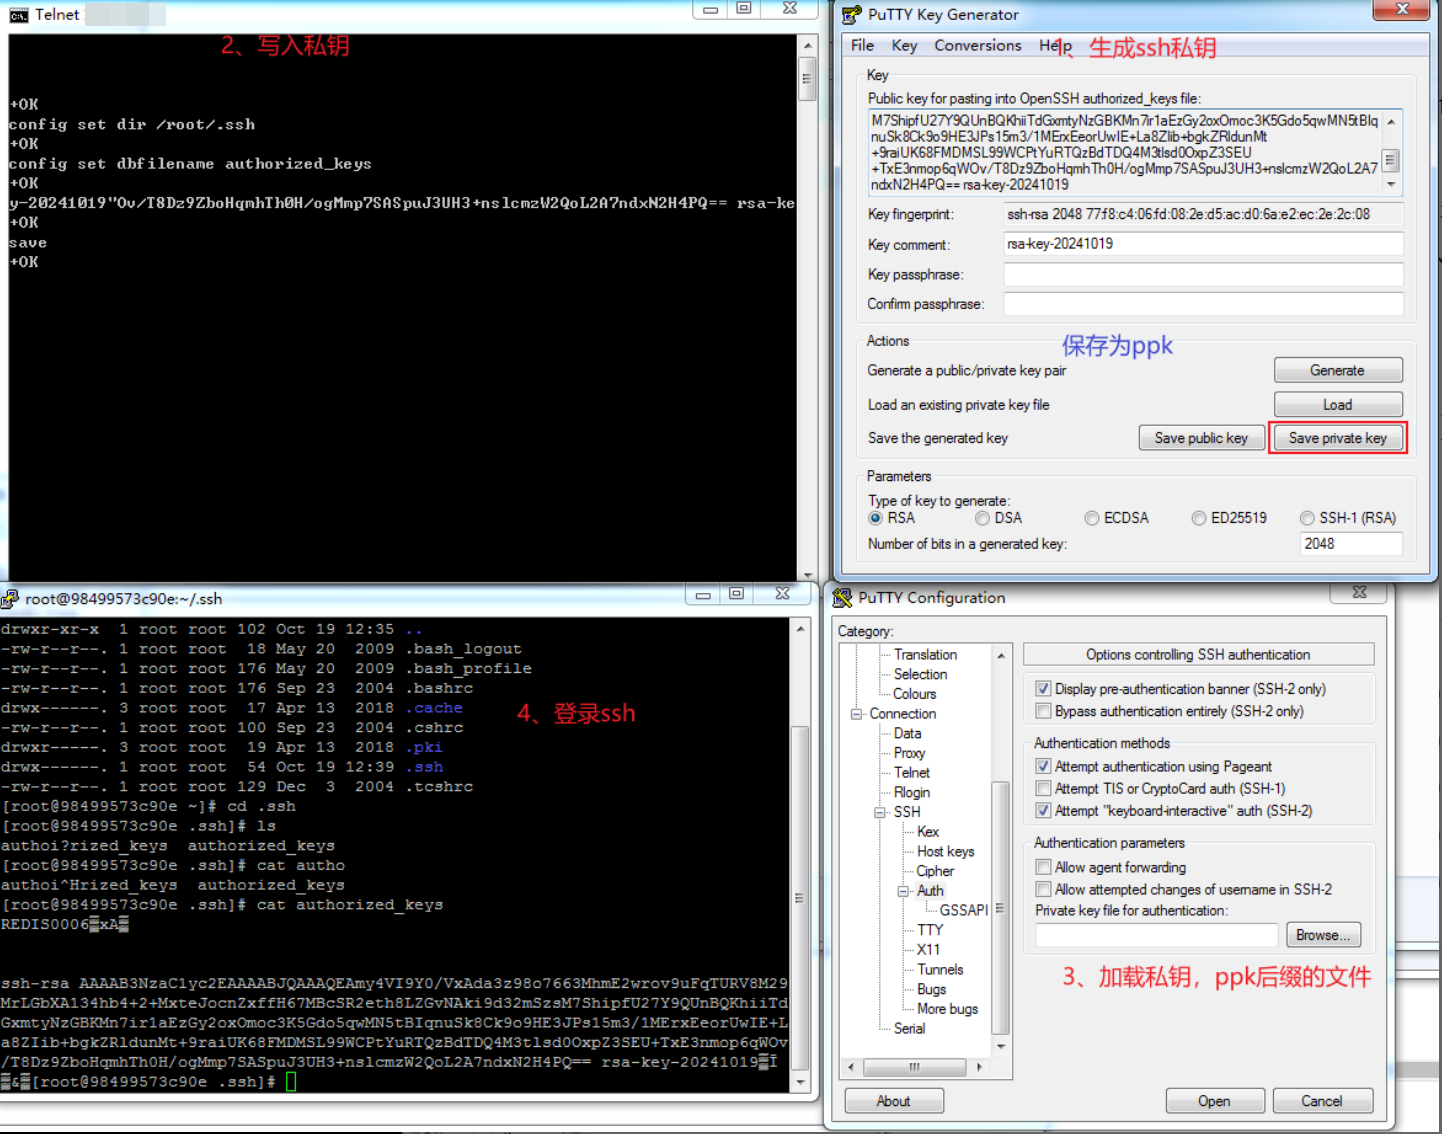 Telnet
2、写入私钥
+OK
config set dir /root/.ssh
+OK
config set dbfilename authorized_keys
+OK
y-20241019"Ov/T8Dz9ZboHqmhTh0H/ogMmp7SASpuJ3UH3+nslcmzW2QoL2A7ndxN2H4PQ== rsa-ke
+OK
save
+OK
PuTTY Key Generator
File Key Conversions Help
1、生成ssh私钥
Key
Public key for pasting into OpenSSH authorized_keys file:
M7ShipfU27Y9QUnBQKhiiTdGxmtyNzGBKMn7ir1aEzGy2oxOmoc3K5Gdo5qwMN5tBIq
nuSk8Ck9o9HE3JPs15m3/1MErxEeorUwIE+La8ZIib+bgkZRldunMt
+9raiUK68FMDMSL99WCPtYuRTQzBdTDQ4M3tlsd0OxpZ3SEU
+TxE3nmop6qWOv/T8Dz9ZboHqmhTh0H/ogMmp7SASpuJ3UH3+nslcmzW2QoL2A7
ndxN2H4PQ== rsa-key-20241019
Key fingerprint: ssh-rsa 2048 77:f8:c4:06:fd:08:2e:d5:ac:d0:6a:e2:ec:2e:2c:08
Key comment: rsa-key-20241019
Key passphrase:
Confirm passphrase:
Actions
保存为ppk
Generate a public/private key pair Generate
Load an existing private key file Load
Save the generated key Save public key Save private key
Parameters
Type of key to generate:
RSA DSA ECDSA ED25519 SSH-1 (RSA)
Number of bits in a generated key: 2048
root@98499573c90e:~/.ssh
drwxr-xr-x 1 root root 102 Oct 19 12:35 ..
-rw-r--r--. 1 root root 18 May 20 2009 .bash_logout
-rw-r--r--. 1 root root 176 May 20 2009 .bash_profile
-rw-r--r--. 1 root root 176 Sep 23 2004 .bashrc
drwx------. 3 root root 17 Apr 13 2018 .cache
-rw-r--r--. 1 root root 100 Sep 23 2004 .cshrc
drwxr-----. 3 root root 19 Apr 13 2018 .pki
drwx------. 1 root root 54 Oct 19 12:39 .ssh
-rw-r--r--. 1 root root 129 Dec 3 2004 .tcshrc
4、登录ssh
[root@98499573c90e ~]# cd .ssh
[root@98499573c90e .ssh]# ls
authoi?rized_keys authorized_keys
[root@98499573c90e .ssh]# cat autho
authoi^Hrized_keys authorized_keys
[root@98499573c90e .ssh]# cat authorized_keys
REDIS0006▒xA▒
ssh-rsa AAAAB3NzaC1yc2EAAAABJQAAAQEAmy4VI9Y0/VxAda3z98o7663MhmE2wrov9uFqTURV8M29
MrLGbXA134hb4+2+MxteJocnZxffH67MBcSR2eth8LZGvNAki9d32mSzsM7ShipfU27Y9QUnBQKhiiTd
GxmtyNzGBKMn7ir1aEzGy2oxOmoc3K5Gdo5qwMN5tBIqnuSk8Ck9o9HE3JPs15m3/1MErxEeorUwIE+L
a8ZIib+bgkZRldunMt+9raiUK68FMDMSL99WCPtYuRTQzBdTDQ4M3tlsd0OxpZ3SEU+TxE3nmop6qWOv
/T8Dz9ZboHqmhTh0H/ogMmp7SASpuJ3UH3+nslcmzW2QoL2A7ndxN2H4PQ== rsa-key-20241019▒Ī
▒&▒[root@98499573c90e .ssh]#
PuTTY Configuration
Category:
Translation
Selection
Colours
Connection
Data
Proxy
Telnet
Rlogin
SSH
Kex
Host keys
Cipher
Auth
GSSAPI
TTY
X11
Tunnels
Bugs
More bugs
Serial
Options controlling SSH authentication
Display pre-authentication banner (SSH-2 only)
Bypass authentication entirely (SSH-2 only)
Authentication methods
Attempt authentication using Pageant
Attempt TIS or CryptoCard auth (SSH-1)
Attempt "keyboard-interactive" auth (SSH-2)
Authentication parameters
Allow agent forwarding
Allow attempted changes of username in SSH-2
Private key file for authentication:
Browse...
3、加载私钥，ppk后缀的文件
About Open Cancel